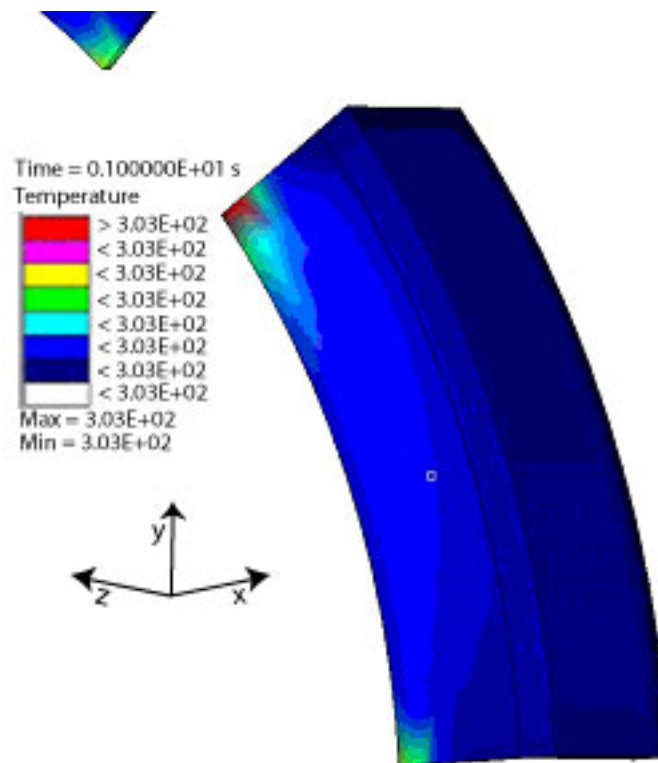 Time = 0.100000E+01 s
Temperature
> 3.03E+02
< 3.03E+02
< 3.03E+02
< 3.03E+02
< 3.03E+02
< 3.03E+02
< 3.03E+02
< 3.03E+02
Max = 3.03E+02
Min = 3.03E+02
y
z
x